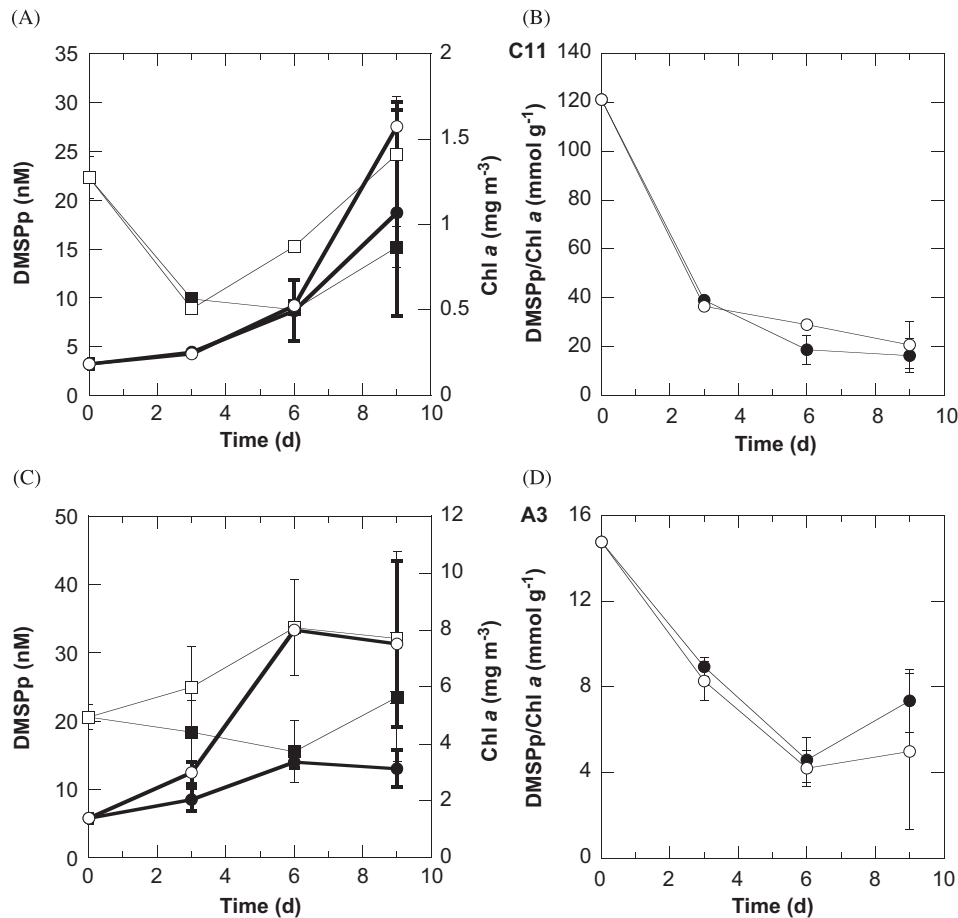 (A)
35
30
25
20
15
10
5
0
DMSPp (nM)
2
1.5
1
0.5
0
Chl a (mg m-3)
0 2 4 6 8 10
Time (d)
(B)
C11
140
120
100
80
60
40
20
0
DMSPp/Chl a (mmol g-1)
0 2 4 6 8 10
Time (d)
(C)
50
40
30
20
10
0
DMSPp (nM)
12
10
8
6
4
2
0
Chl a (mg m-3)
0 2 4 6 8 10
Time (d)
(D)
A3
16
12
8
4
0
DMSPp/Chl a (mmol g-1)
0 2 4 6 8 10
Time (d)